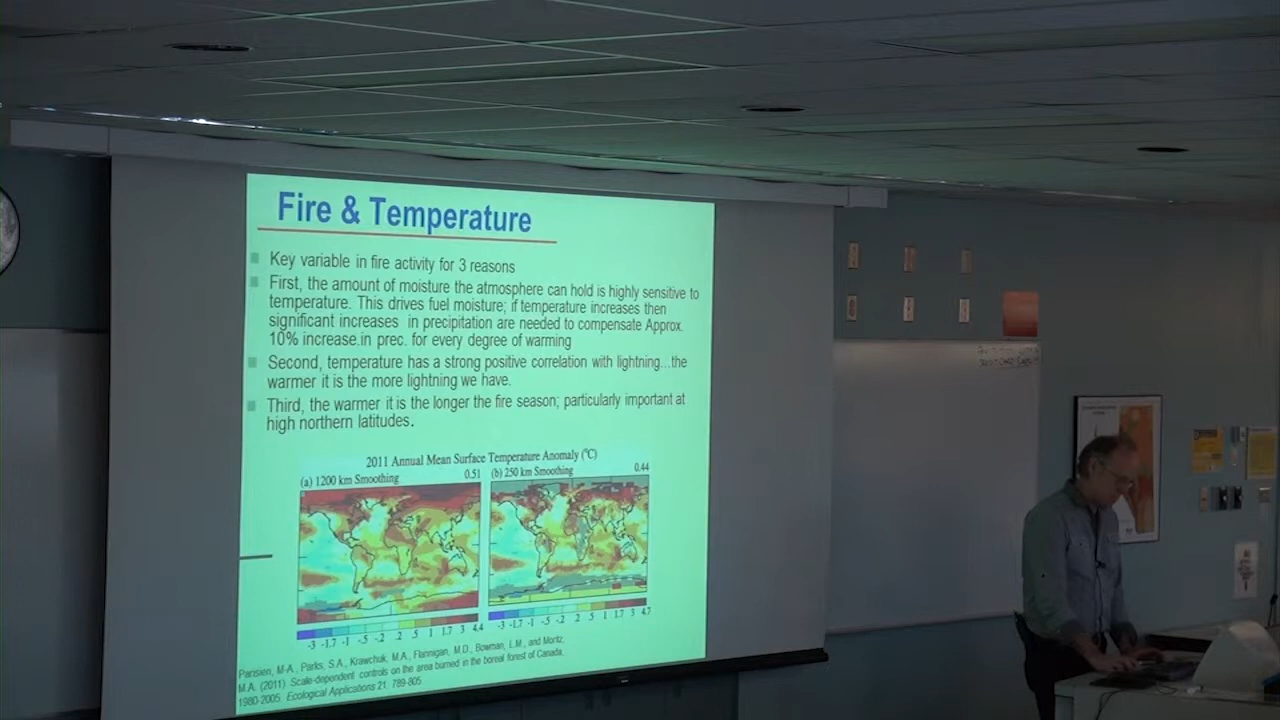 Fire & Temperature
Key variable in fire activity for 3 reasons
First, the amount of moisture the atmosphere can hold is highly sensitive to
temperature. This drives fuel moisture; if temperature increases then
significant increases in precipitation are needed to compensate Approx.
10% increase.in prec. for every degree of warming
Second, temperature has a strong positive correlation with lightning...the
warmer it is the more lightning we have.
Third, the warmer it is the longer the fire season; particularly important at
high northern latitudes.
2011 Annual Mean Surface Temperature Anomaly (°C)
(a) 1200 km Smoothing 0.51 (b) 250 km Smoothing 0.44
-3 -1.7 -1 -.5 -.2 .2 .5 1 1.7 3 4.4 -3 -1.7 -1 -.5 -.2 .2 .5 1 1.7 3 4.7
Parisien, M-A., Parks, S.A., Krawchuk, M.A., Flannigan, M.D., Bowman, L.M., and Moritz,
M.A. (2011) Scale-dependent controls on the area burned in the boreal forest of Canada,
1980-2005. Ecological Applications 21. 789-805